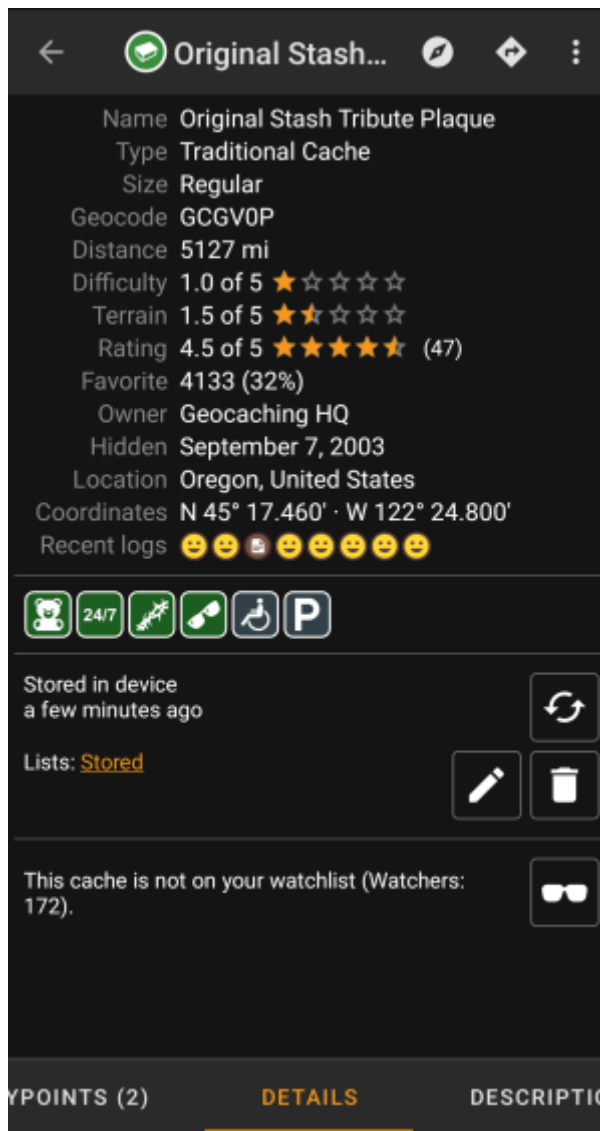 Original Stash...
Name Original Stash Tribute Plaque
Type Traditional Cache
Size Regular
Geocode GCGV0P
Distance 5127 mi
Difficulty 1.0 of 5
Terrain 1.5 of 5
Rating 4.5 of 5 (47)
Favorite 4133 (32%)
Owner Geocaching HQ
Hidden September 7, 2003
Location Oregon, United States
Coordinates N 45° 17.460' · W 122° 24.800'
Recent logs
24/7 P
Stored in device
a few minutes ago
Lists: Stored
This cache is not on your watchlist (Watchers:
172).
YPOINTS (2) DETAILS DESCRIPTIO